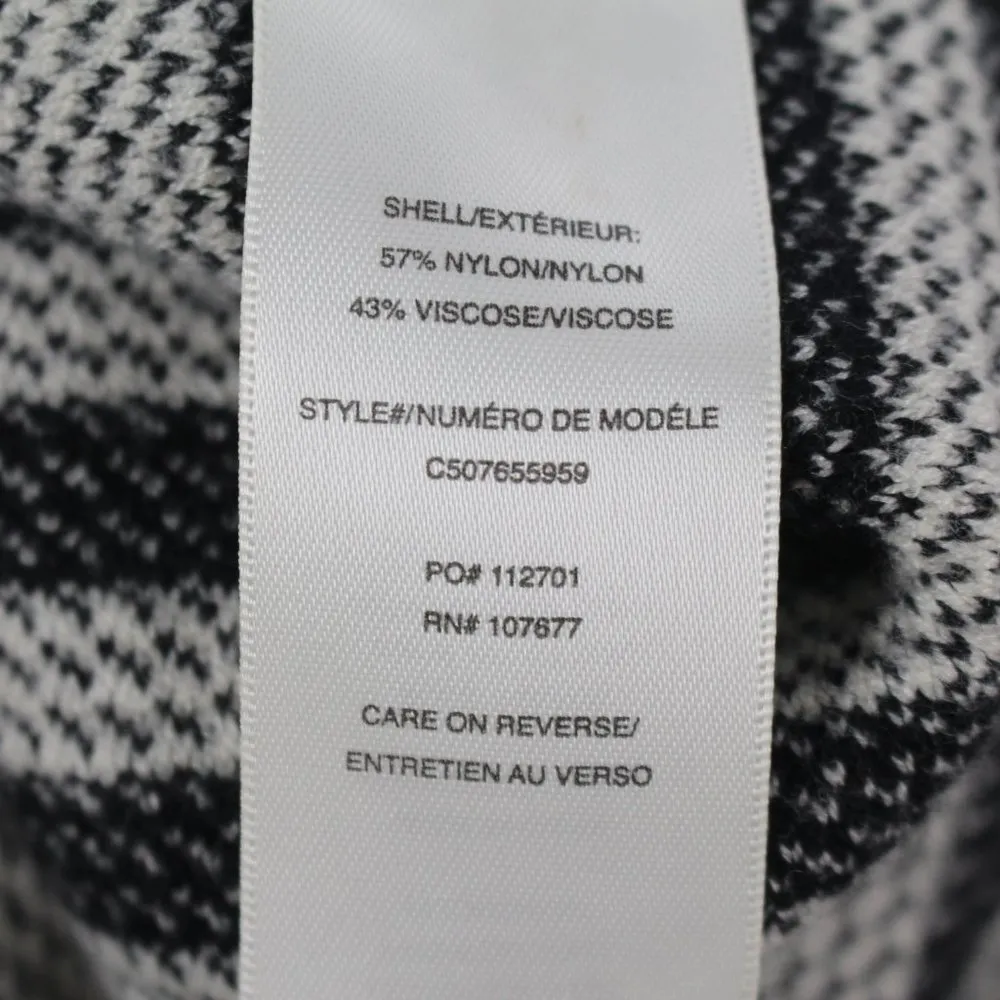 SHELL/EXTÉRIEUR:
57% NYLON/NYLON
43% VISCOSE/VISCOSE
STYLE#/NUMÉRO DE MODÉLE
C507655959
PO# 112701
RN# 107677
CARE ON REVERSE/
ENTRETIEN AU VERSO